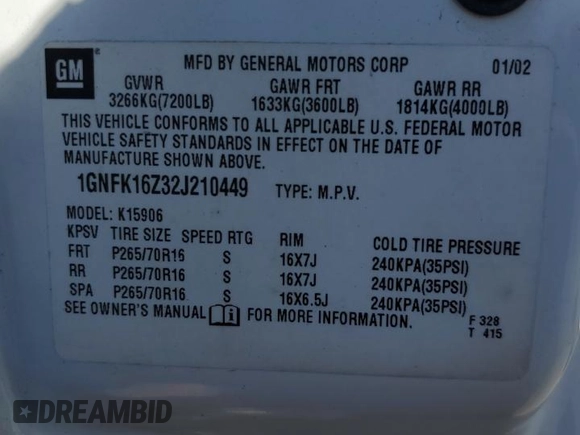 GM
MFD BY GENERAL MOTORS CORP 01/02
GVWR GAWR FRT GAWR RR
3266KG(7200LB) 1633KG(3600LB) 1814KG(4000LB)
THIS VEHICLE CONFORMS TO ALL APPLICABLE U.S. FEDERAL MOTOR
VEHICLE SAFETY STANDARDS IN EFFECT ON THE DATE OF
MANUFACTURE SHOWN ABOVE.
1GNFK16Z32J210449 TYPE: M.P.V.
MODEL: K15906
KPSV TIRE SIZE SPEED RTG RIM COLD TIRE PRESSURE
FRT P265/70R16 S 16X7J 240KPA(35PSI)
RR P265/70R16 S 16X7J 240KPA(35PSI)
SPA P265/70R16 S 16X6.5J 240KPA(35PSI)
SEE OWNER'S MANUAL i FOR MORE INFORMATION.
F 328
T 415
DREAMBID